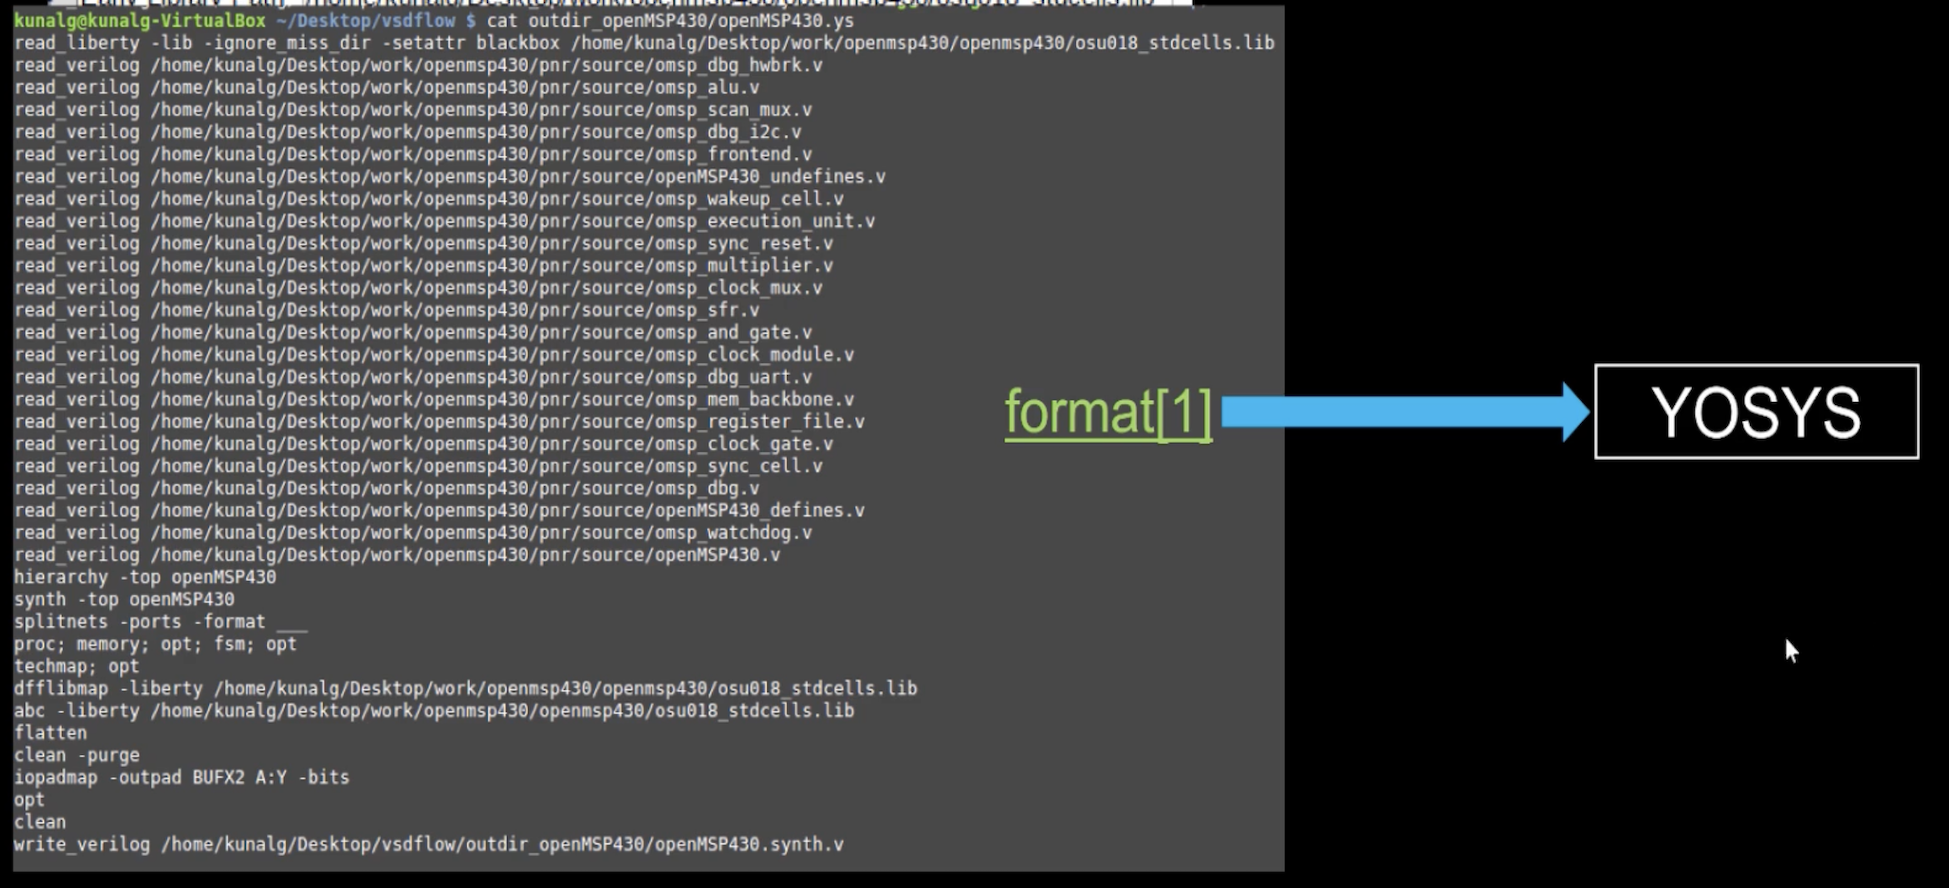 kunalg@kunalg-VirtualBox ~/Desktop/vsdflow $ cat outdir_openMSP430/openMSP430.ys
read_liberty -lib -ignore_miss_dir -setattr blackbox /home/kunalg/Desktop/work/openmsp430/openmsp430/osu018_stdcells.lib
read_verilog /home/kunalg/Desktop/work/openmsp430/pnr/source/omsp_dbg_hwbrk.v
read_verilog /home/kunalg/Desktop/work/openmsp430/pnr/source/omsp_alu.v
read_verilog /home/kunalg/Desktop/work/openmsp430/pnr/source/omsp_scan_mux.v
read_verilog /home/kunalg/Desktop/work/openmsp430/pnr/source/omsp_dbg_i2c.v
read_verilog /home/kunalg/Desktop/work/openmsp430/pnr/source/omsp_frontend.v
read_verilog /home/kunalg/Desktop/work/openmsp430/pnr/source/openMSP430_undefines.v
read_verilog /home/kunalg/Desktop/work/openmsp430/pnr/source/omsp_wakeup_cell.v
read_verilog /home/kunalg/Desktop/work/openmsp430/pnr/source/omsp_execution_unit.v
read_verilog /home/kunalg/Desktop/work/openmsp430/pnr/source/omsp_sync_reset.v
read_verilog /home/kunalg/Desktop/work/openmsp430/pnr/source/omsp_multiplier.v
read_verilog /home/kunalg/Desktop/work/openmsp430/pnr/source/omsp_clock_mux.v
read_verilog /home/kunalg/Desktop/work/openmsp430/pnr/source/omsp_sfr.v
read_verilog /home/kunalg/Desktop/work/openmsp430/pnr/source/omsp_and_gate.v
read_verilog /home/kunalg/Desktop/work/openmsp430/pnr/source/omsp_clock_module.v
read_verilog /home/kunalg/Desktop/work/openmsp430/pnr/source/omsp_dbg_uart.v
read_verilog /home/kunalg/Desktop/work/openmsp430/pnr/source/omsp_mem_backbone.v
read_verilog /home/kunalg/Desktop/work/openmsp430/pnr/source/omsp_register_file.v
read_verilog /home/kunalg/Desktop/work/openmsp430/pnr/source/omsp_clock_gate.v
read_verilog /home/kunalg/Desktop/work/openmsp430/pnr/source/omsp_sync_cell.v
read_verilog /home/kunalg/Desktop/work/openmsp430/pnr/source/omsp_dbg.v
read_verilog /home/kunalg/Desktop/work/openmsp430/pnr/source/openMSP430_defines.v
read_verilog /home/kunalg/Desktop/work/openmsp430/pnr/source/omsp_watchdog.v
read_verilog /home/kunalg/Desktop/work/openmsp430/pnr/source/openMSP430.v
hierarchy -top openMSP430
synth -top openMSP430
splitnets -ports -format ___
proc; memory; opt; fsm; opt
techmap; opt
dfflibmap -liberty /home/kunalg/Desktop/work/openmsp430/openmsp430/osu018_stdcells.lib
abc -liberty /home/kunalg/Desktop/work/openmsp430/openmsp430/osu018_stdcells.lib
flatten
clean -purge
iopadmap -outpad BUFX2 A:Y -bits
opt
clean
write_verilog /home/kunalg/Desktop/vsdflow/outdir_openMSP430/openMSP430.synth.v
format[1]
YOSYS